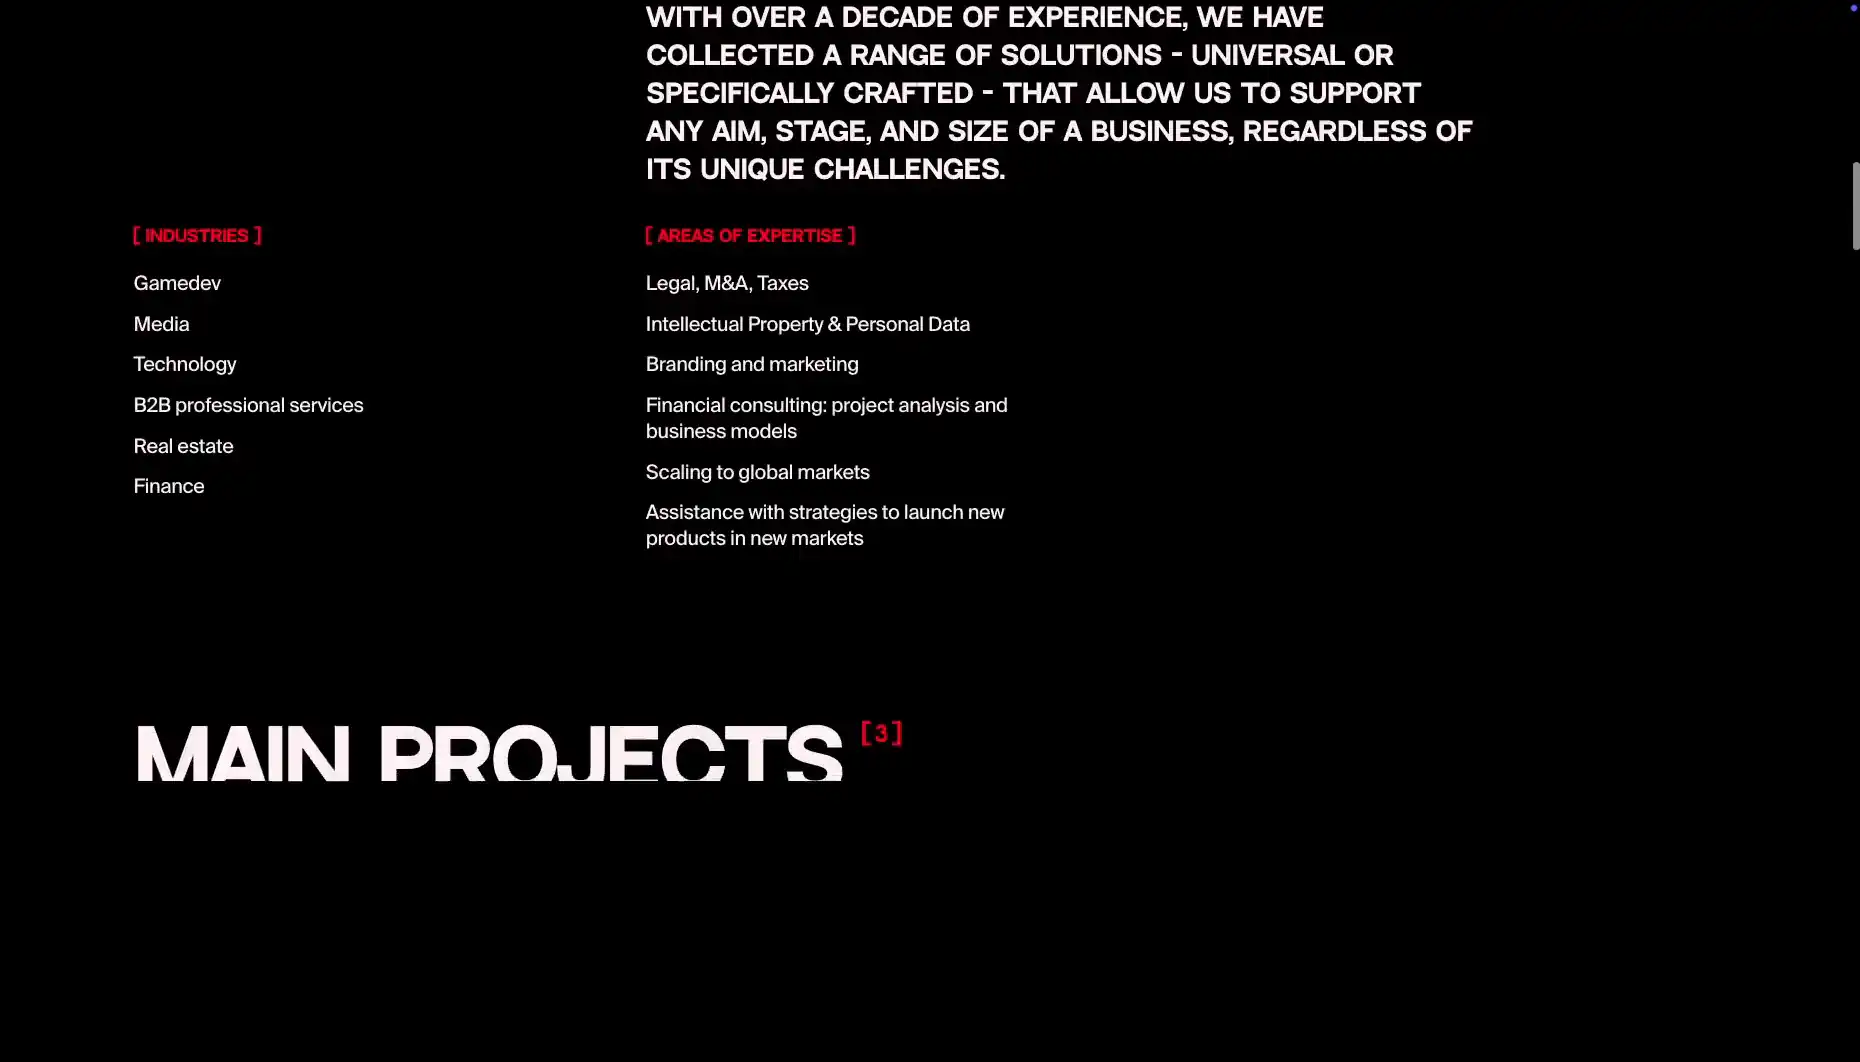 WITH OVER A DECADE OF EXPERIENCE, WE HAVE
COLLECTED A RANGE OF SOLUTIONS - UNIVERSAL OR
SPECIFICALLY CRAFTED - THAT ALLOW US TO SUPPORT
ANY AIM, STAGE, AND SIZE OF A BUSINESS, REGARDLESS OF
ITS UNIQUE CHALLENGES.
[ INDUSTRIES ]
Gamedev
Media
Technology
B2B professional services
Real estate
Finance
[ AREAS OF EXPERTISE ]
Legal, M&A, Taxes
Intellectual Property & Personal Data
Branding and marketing
Financial consulting: project analysis and
business models
Scaling to global markets
Assistance with strategies to launch new
products in new markets
MAIN PROJECTS [3]